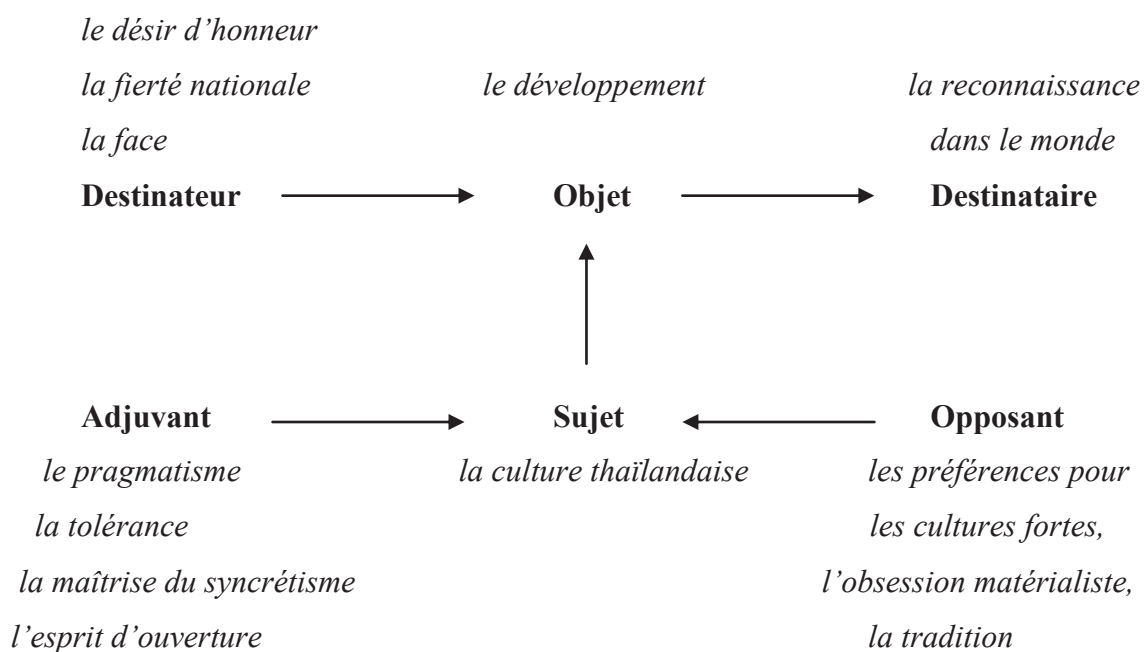 le désir d’honneur
la fierté nationale le développement la reconnaissance
la face dans le monde
Destinateur Objet Destinataire
Adjuvant Sujet Opposant
le pragmatisme la culture thaïlandaise les préférences pour
la tolérance les cultures fortes,
la maîtrise du syncrétisme l’obsession matérialiste,
l’esprit d’ouverture la tradition